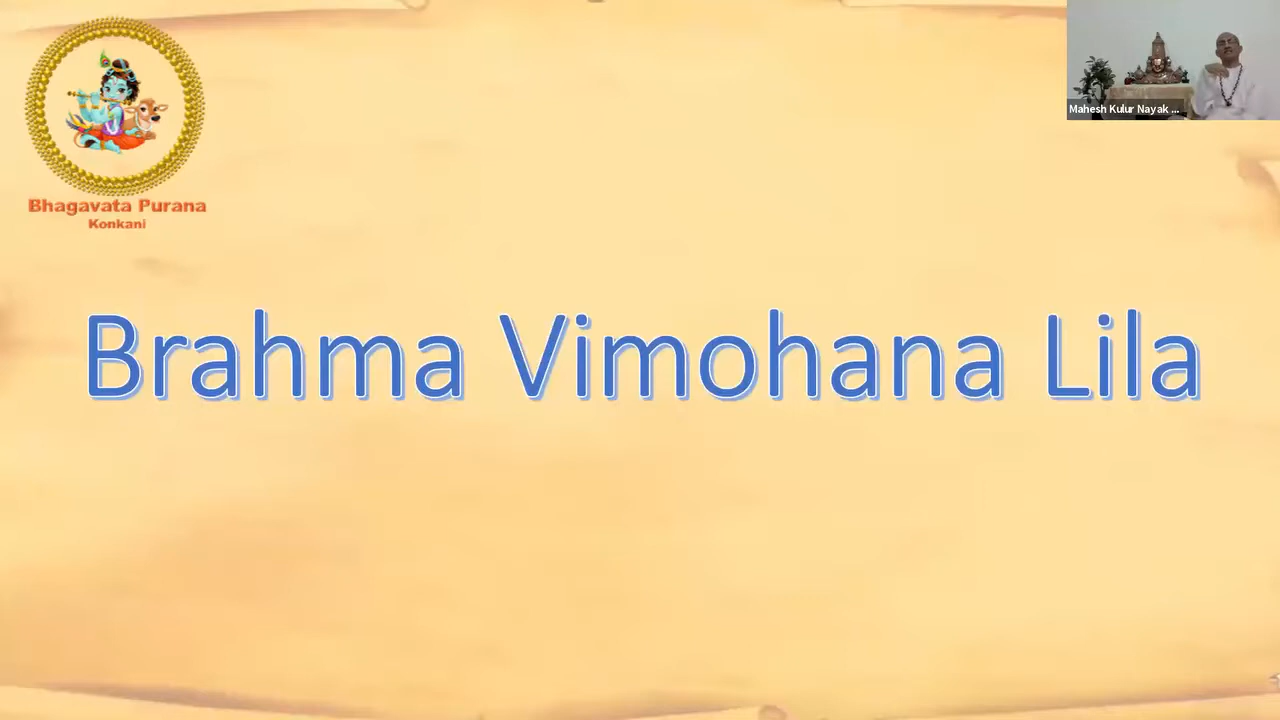 Mahesh Kulur Nayak ...
Bhagavata Purana
Konkani
Brahma Vimohana Lila